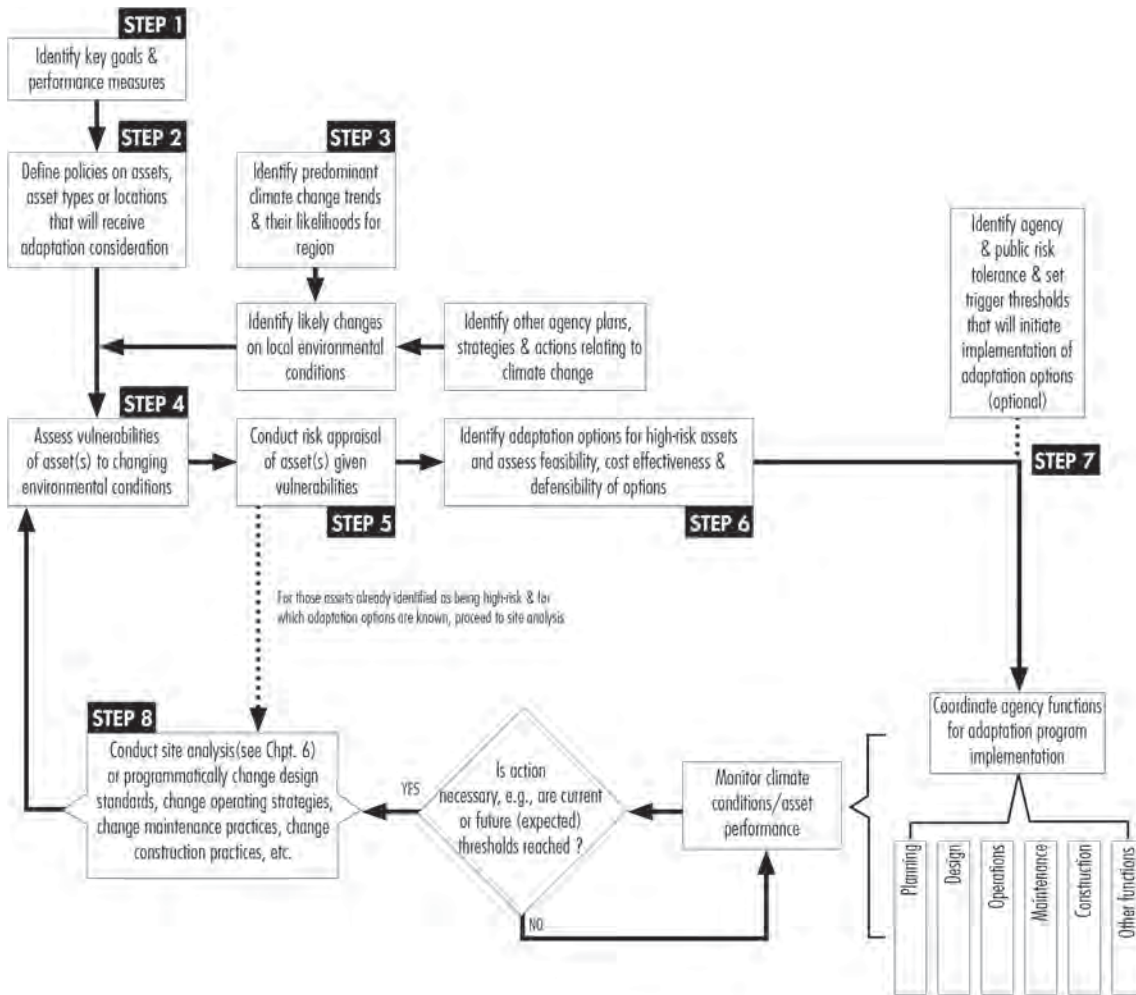 STEP 1
Identify key goals &
performance measures
STEP 2
Define policies on assets,
asset types or locations
that will receive
adaptation consideration
STEP 3
Identify predominant
climate change trends
& their likelihoods for
region
Identify likely changes
on local environmental
conditions
Identify other agency plans,
strategies & actions relating to
climate change
Identify agency
& public risk
tolerance & set
trigger thresholds
that will initiate
implementation of
adaptation options
(optional)
STEP 4
Assess vulnerabilities
of asset(s) to changing
environmental conditions
Conduct risk appraisal
of asset(s) given
vulnerabilities
STEP 5
Identify adaptation options for high-risk assets
and assess feasibility, cost effectiveness &
defensibility of options
STEP 6
STEP 7
For those assets already identified as being high-risk & for
which adaptation options are known, proceed to site analysis
STEP 8
Conduct site analysis(see Chpt. 6)
or programmatically change design
standards, change operating strategies,
change maintenance practices, change
construction practices, etc.
YES
Is action
necessary, e.g., are current
or future (expected)
thresholds reached ?
NO
Monitor climate
conditions/asset
performance
Coordinate agency functions
for adaptation program
implementation
Planning
Design
Operations
Maintenance
Construction
Other functions